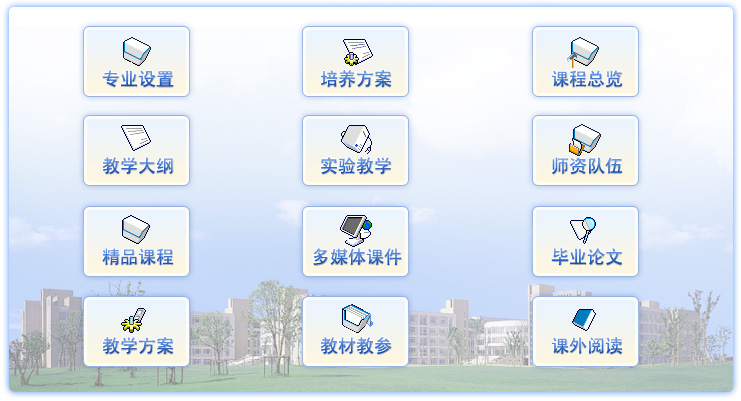 专业设置
培养方案
课程总览
教学大纲
实验教学
师资队伍
精品课程
多媒体课件
毕业论文
教学方案
教材教参
课外阅读